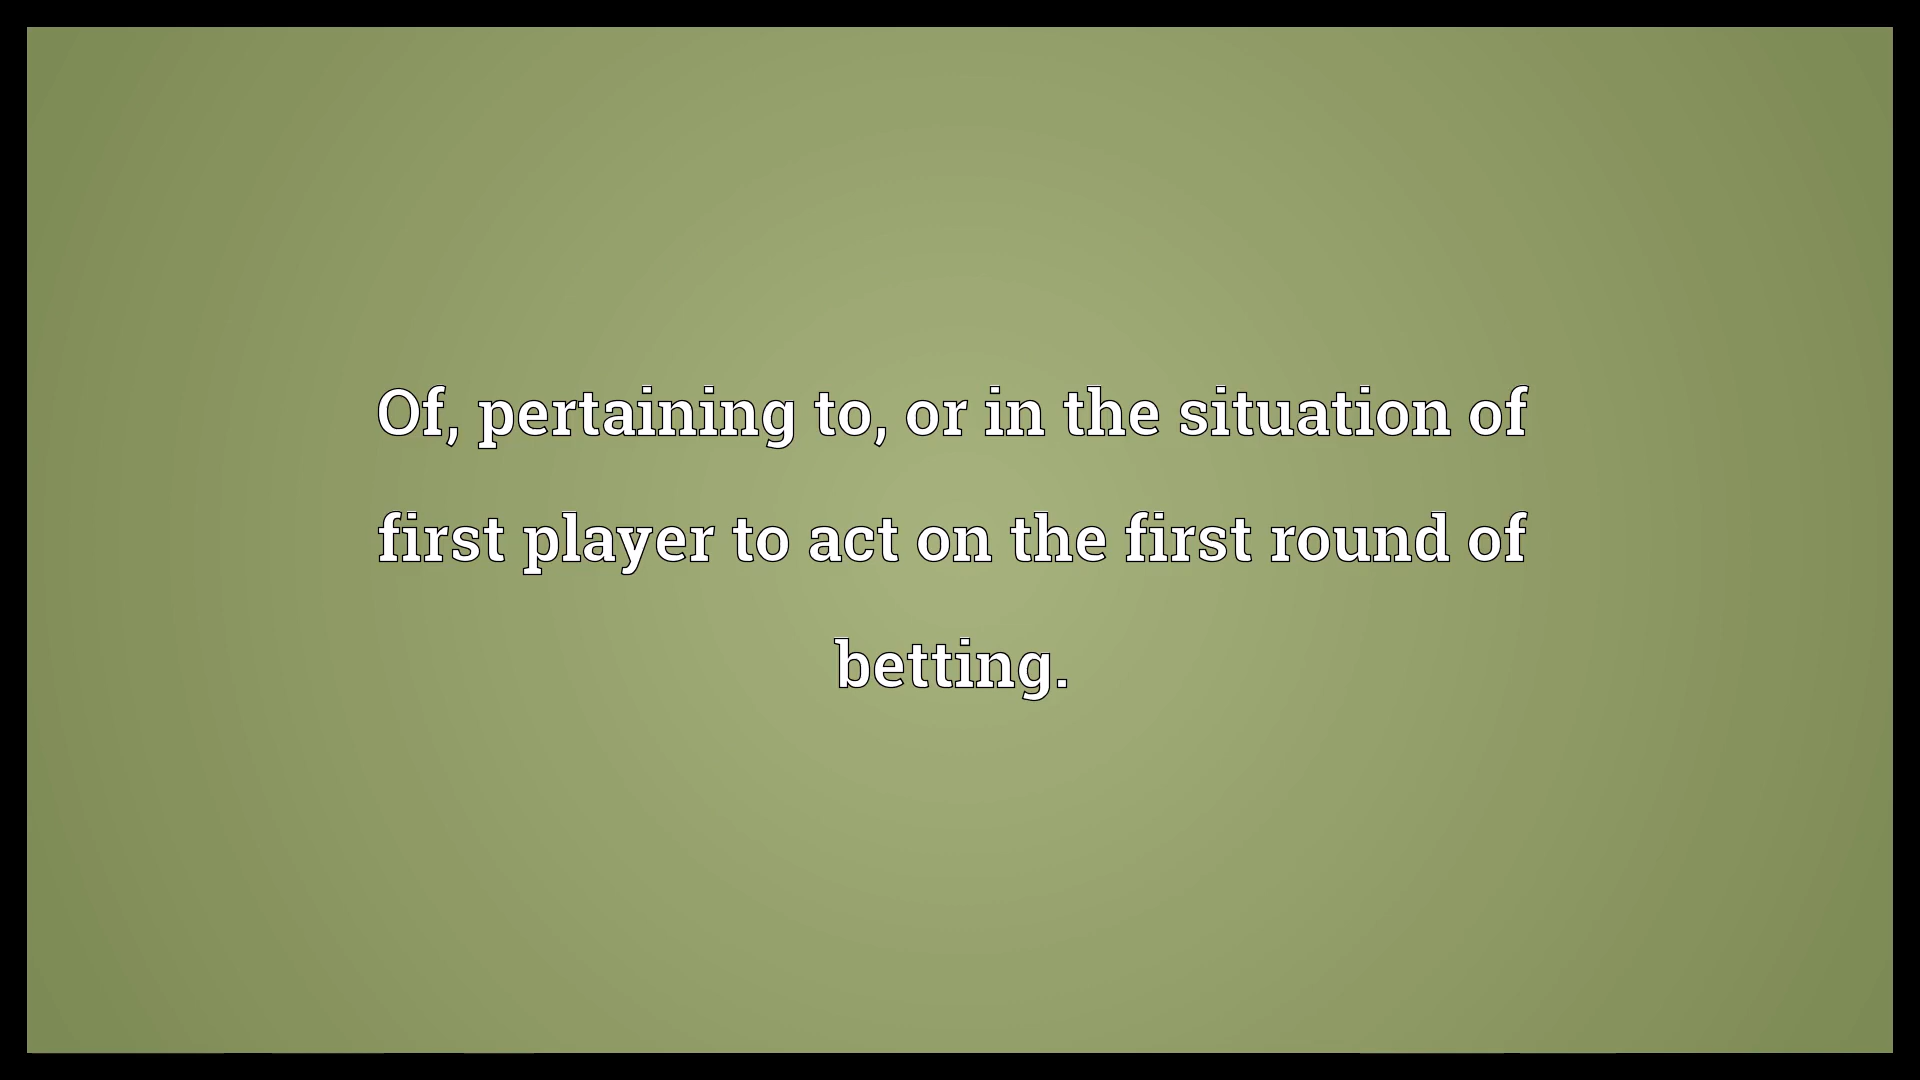 Of, pertaining to, or in the situation of
first player to act on the first round of
betting.